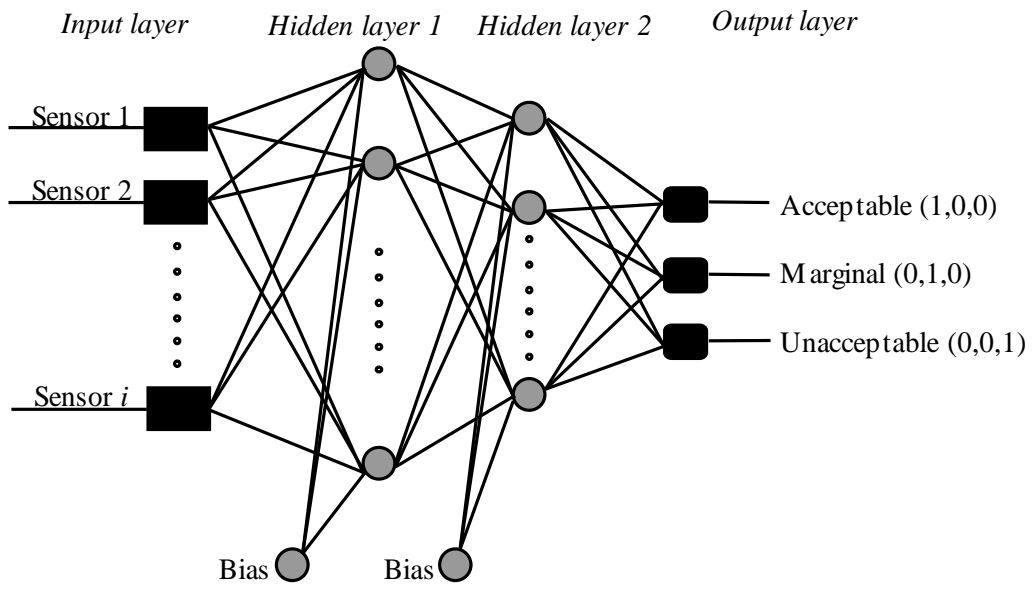 Input layer
Hidden layer 1
Hidden layer 2
Output layer
Sensor 1
Sensor 2
Sensor i
Acceptable (1,0,0)
Marginal (0,1,0)
Unacceptable (0,0,1)
Bias
Bias